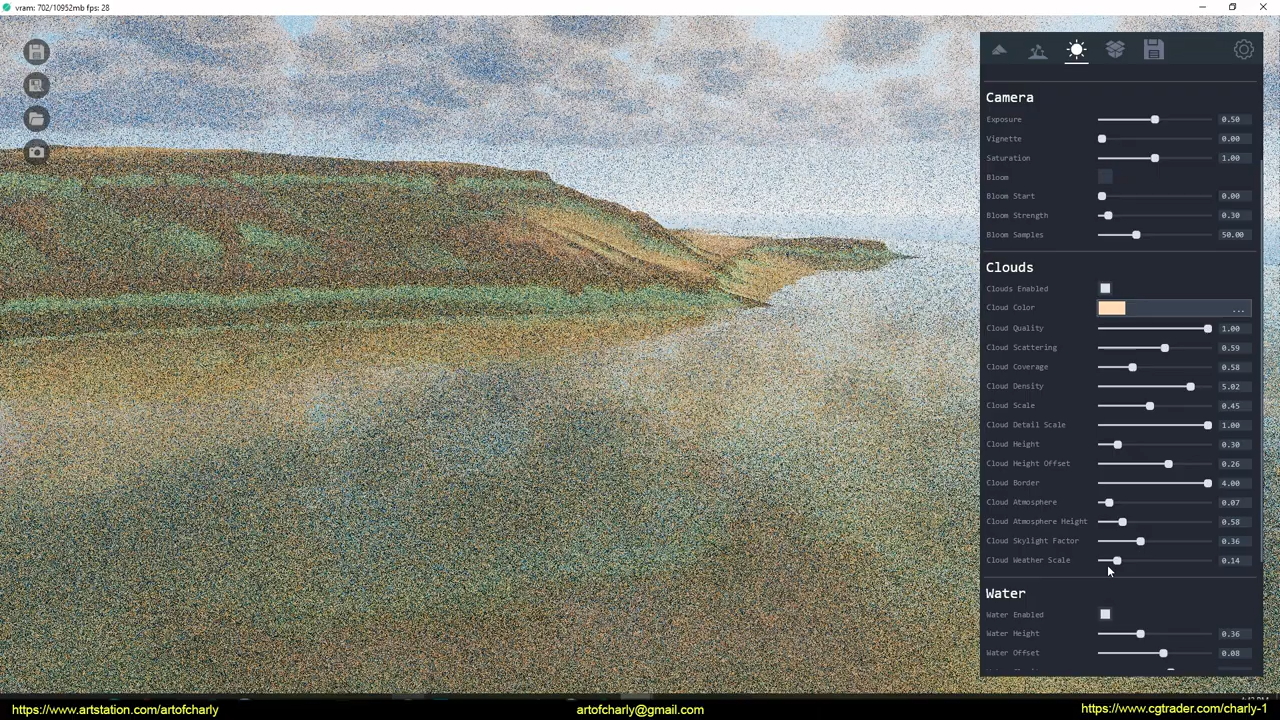 vram: 702/10952mb fps: 28
Camera
Exposure 0.50
Vignette 0.00
Saturation 1.00
Bloom
Bloom Start 0.00
Bloom Strength 0.30
Bloom Samples 50.00
Clouds
Clouds Enabled
Cloud Color ...
Cloud Quality 1.00
Cloud Scattering 0.59
Cloud Coverage 0.58
Cloud Density 5.02
Cloud Scale 0.45
Cloud Detail Scale 1.00
Cloud Height 0.30
Cloud Height Offset 0.26
Cloud Border 4.00
Cloud Atmosphere 0.07
Cloud Atmosphere Height 0.58
Cloud Skylight Factor 0.36
Cloud Weather Scale 0.14
Water
Water Enabled
Water Height 0.36
Water Offset 0.08
https://www.artstation.com/artofcharly artofcharly@gmail.com https://www.cgtrader.com/charly-1